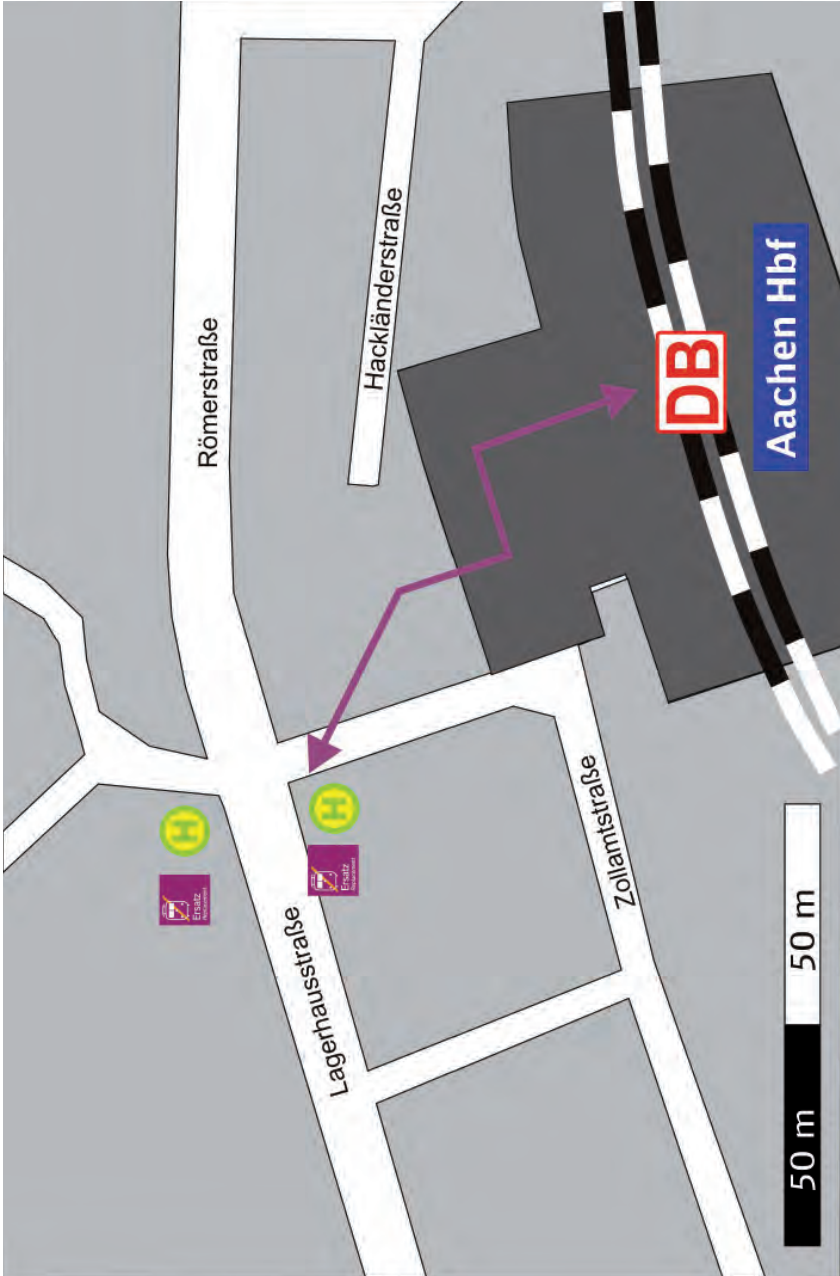 Römerstraße
Hackländerstraße
DB
Aachen Hbf
H
Ersatz
H
Ersatz
Lagerhausstraße
Zollamtstraße
50 m
50 m